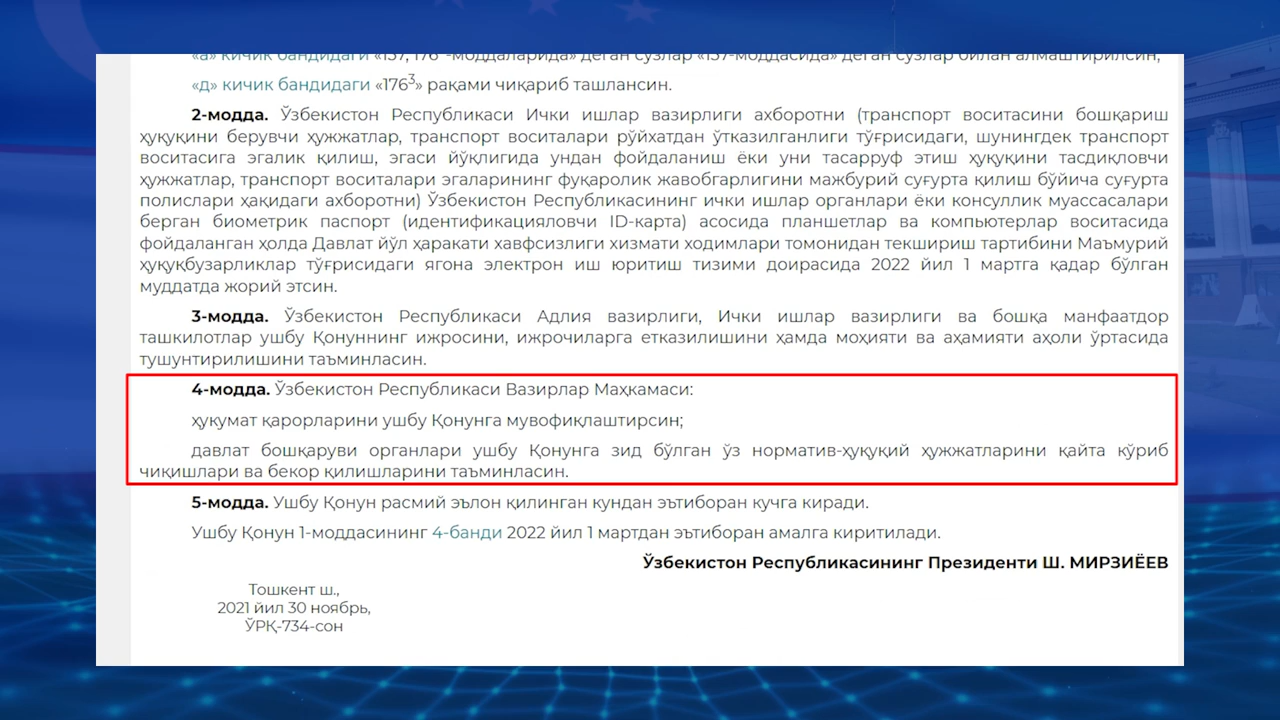 «а» кичик бандидаги «137, 176 -моддаларида» деган сўзлар «137-моддасида» деган сўзлар билан алмаштирилсин;
«д» кичик бандидаги «176³» рақами чиқариб ташлансин.
2-модда. Ўзбекистон Республикаси Ички ишлар вазирлиги ахборотни (транспорт воситасини бошқариш
ҳуқуқини берувчи ҳужжатлар, транспорт воситалари рўйхатдан ўтказилганлиги тўғрисидаги, шунингдек транспорт
воситасига эгалик қилиш, эгаси йўқлигида ундан фойдаланиш ёки уни тасарруф этиш ҳуқуқини тасдиқловчи
ҳужжатлар, транспорт воситалари эгаларининг фуқаролик жавобгарлигини мажбурий суғурта қилиш бўйича суғурта
полислари ҳақидаги ахборотни) Ўзбекистон Республикасининг ички ишлар органлари ёки консуллик муассасалари
берган биометрик паспорт (идентификацияловчи ID-карта) асосида планшетлар ва компьютерлар воситасида
фойдаланган ҳолда Давлат йўл ҳаракати хавфсизлиги хизмати ходимлари томонидан текшириш тартибини Маъмурий
ҳуқуқбузарликлар тўғрисидаги ягона электрон иш юритиш тизими доирасида 2022 йил 1 мартга қадар бўлган
муддатда жорий этсин.
3-модда. Ўзбекистон Республикаси Адлия вазирлиги, Ички ишлар вазирлиги ва бошқа манфаатдор
ташкилотлар ушбу Қонуннинг ижросини, ижрочиларга етказилишини ҳамда моҳияти ва аҳамияти аҳоли ўртасида
тушунтирилишини таъминласин.
4-модда. Ўзбекистон Республикаси Вазирлар Маҳкамаси:
ҳукумат қарорларини ушбу Қонунга мувофиқлаштирсин;
давлат бошқаруви органлари ушбу Қонунга зид бўлган ўз норматив-ҳуқуқий ҳужжатларини қайта кўриб
чиқишлари ва бекор қилишларини таъминласин.
5-модда. Ушбу Қонун расмий эълон қилинган кундан эътиборан кучга киради.
Ушбу Қонун 1-моддасининг 4-банди 2022 йил 1 мартдан эътиборан амалга киритилади.
Ўзбекистон Республикасининг Президенти Ш. МИРЗИЁЕВ
Тошкент ш.,
2021 йил 30 ноябрь,
ЎРҚ-734-сон